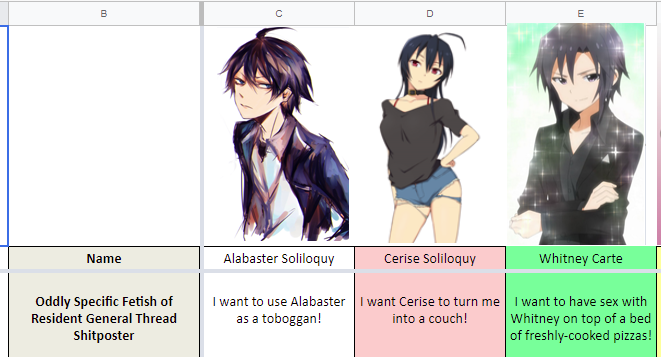 B C D E
Name Alabaster Soliloquy Cerise Soliloquy Whitney Carte
Oddly Specific Fetish of
Resident General Thread
Shitposter
I want to use Alabaster
as a toboggan!
I want Cerise to turn me
into a couch!
I want to have sex with
Whitney on top of a bed
of freshly-cooked pizzas!